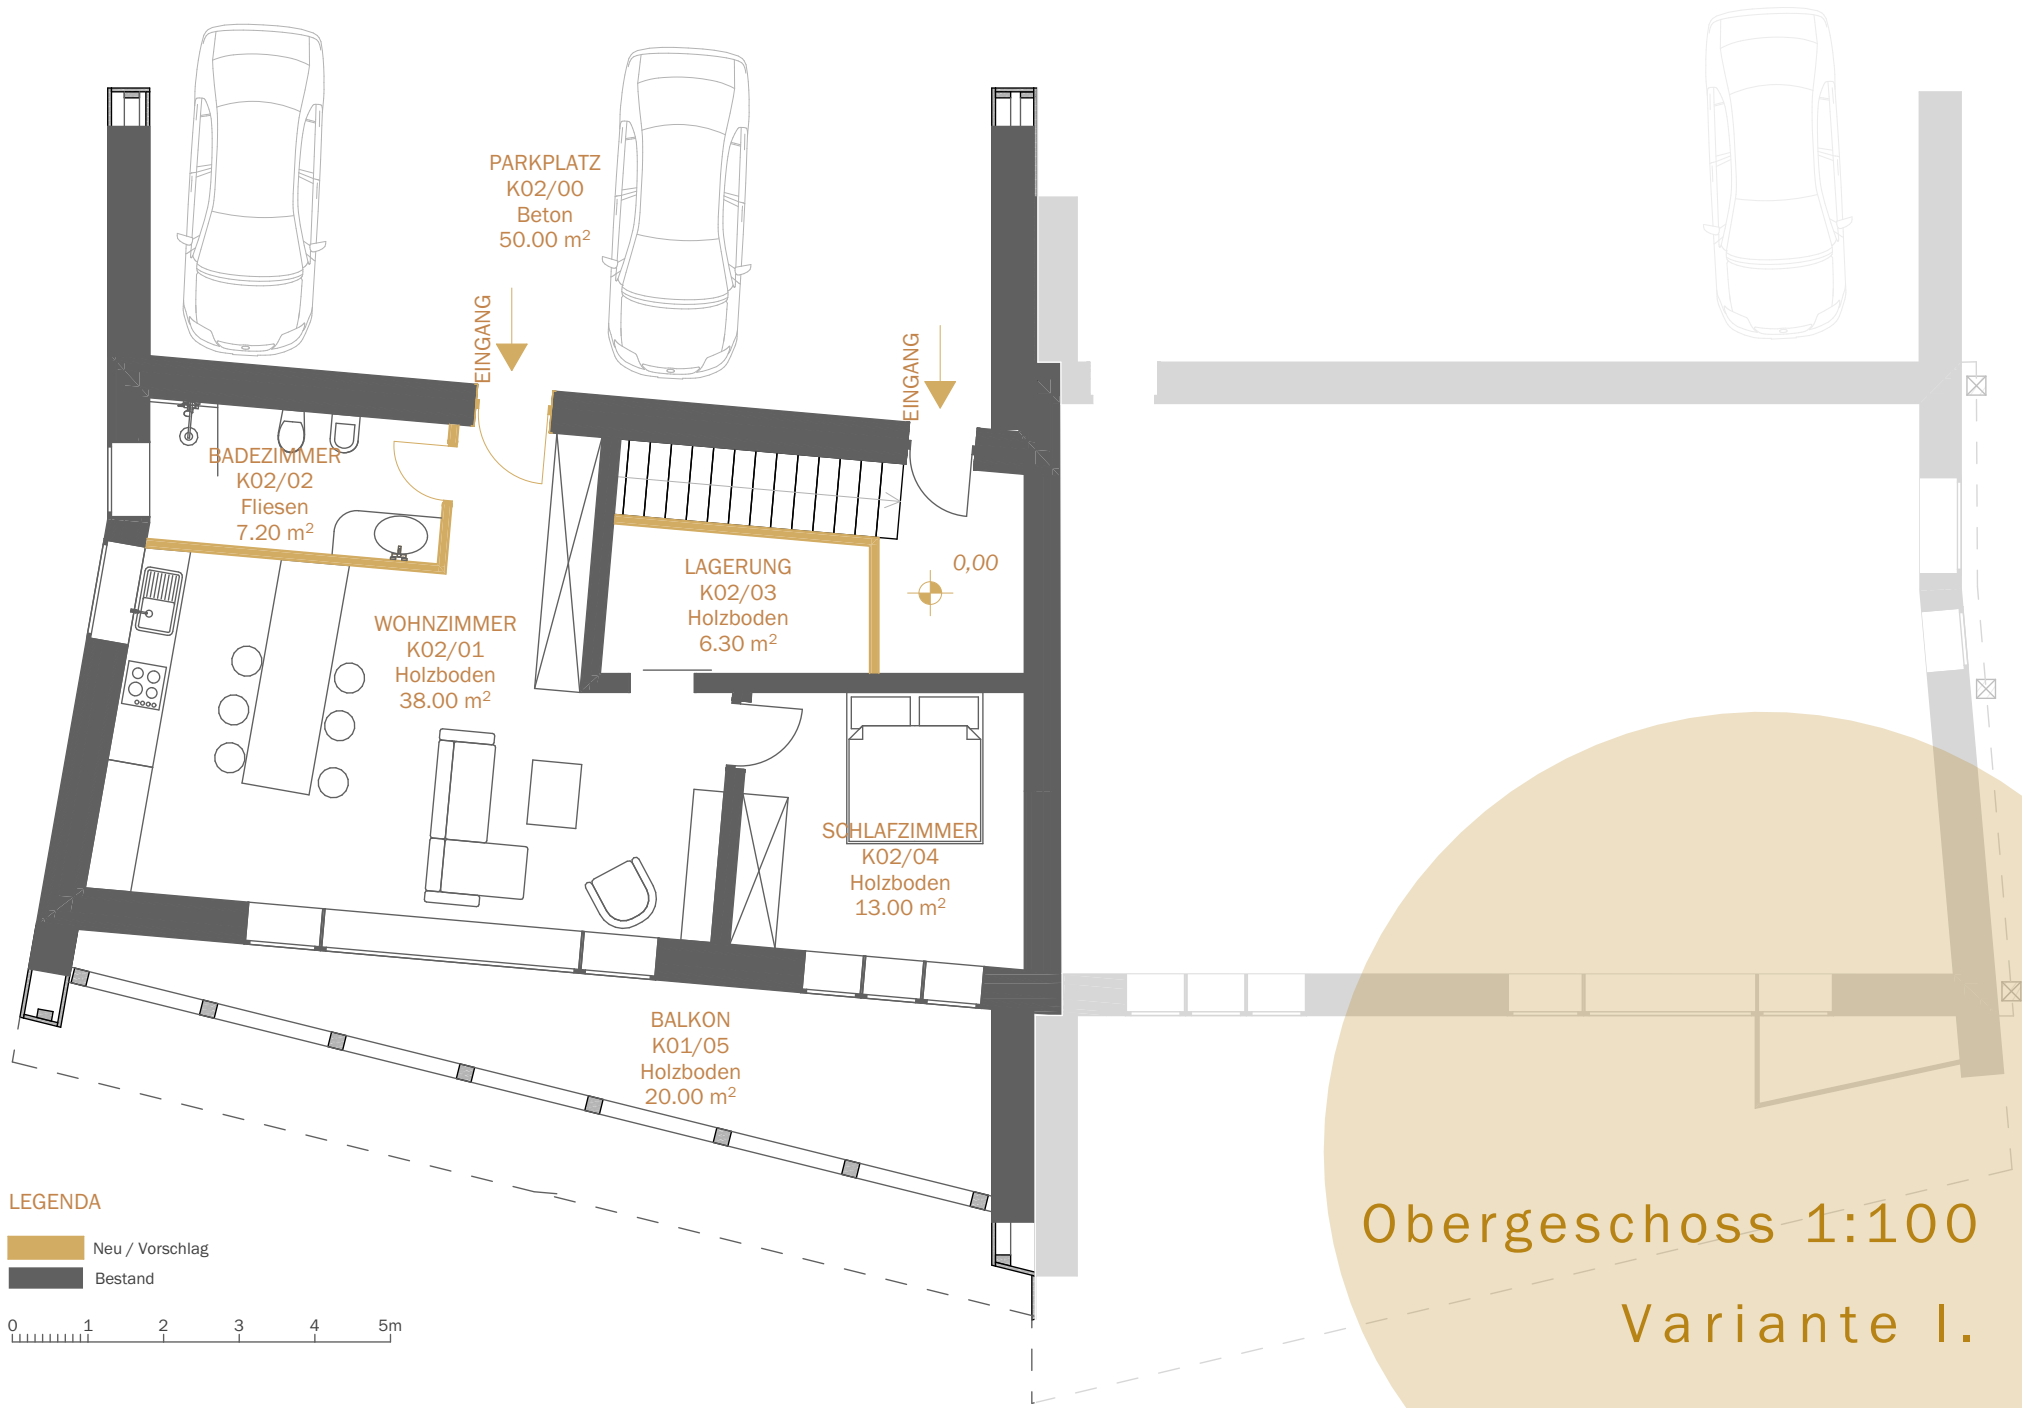 PARKPLATZ
K02/00
Beton
50.00 m²
EINGANG
EINGANG
BADEZIMMER
K02/02
Fliesen
7.20 m²
LAGERUNG
K02/03
Holzboden
6.30 m²
0,00
WOHNZIMMER
K02/01
Holzboden
38.00 m²
SCHLAFZIMMER
K02/04
Holzboden
13.00 m²
BALKON
K01/05
Holzboden
20.00 m²
LEGENDA
Neu / Vorschlag
Bestand
0 1 2 3 4 5m
Obergeschoss 1:100
Variante I.